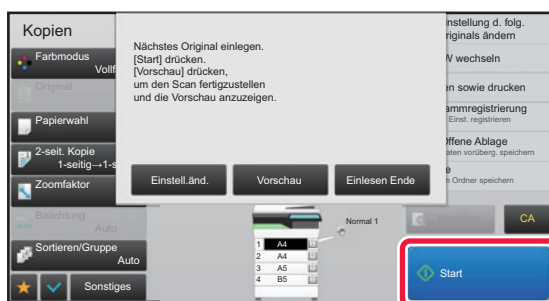 Kopien
Farbmodus
Vollf
Original
Papierwahl
2-seit. Kopie
1-seitig→1-s
Zoomfaktor
Belichtung
Auto
Sortieren/Gruppe
Auto
Sonstiges
Nächstes Original einlegen.
[Start] drücken.
[Vorschau] drücken,
um den Scan fertigzustellen
und die Vorschau anzuzeigen.
Einstell.änd.
Vorschau
Einlesen Ende
Normal 1
1 A4
2 A4
3 A5
4 B5
instellung d. folg.
riginals ändern
W wechseln
en sowie drucken
ammregistrierung
Einst. registrieren
Offene Ablage
aten vorüberg. speichern
e
n Ordner speichern
Vorschau
CA
Start